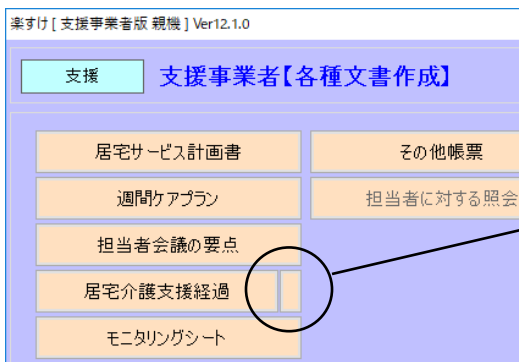 楽すけ [ 支援事業者版 親機 ] Ver12.1.0
支援
支援事業者【各種文書作成】
居宅サービス計画書
その他帳票
週間ケアプラン
担当者に対する照会
担当者会議の要点
居宅介護支援経過
モニタリングシート